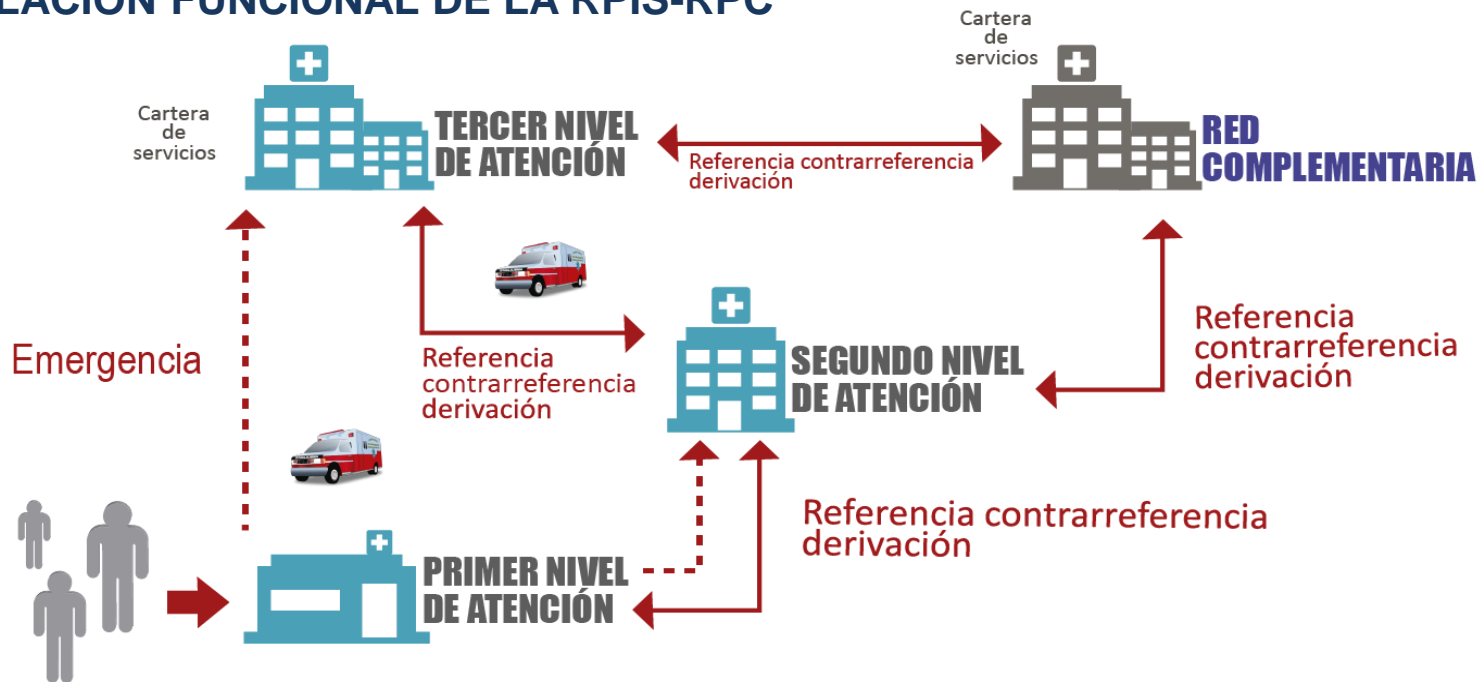 FUNCIONAL DE LA RPIS-RPC
Cartera
de
servicios
TERCER NIVEL
DE ATENCIÓN
Referencia contrarreferencia
derivación
Cartera
de
servicios
RED
COMPLEMENTARIA
Emergencia
Referencia
contrarreferencia
derivación
SEGUNDO NIVEL
DE ATENCIÓN
Referencia
contrarreferencia
derivación
PRIMER NIVEL
DE ATENCIÓN
Referencia contrarreferencia
derivación